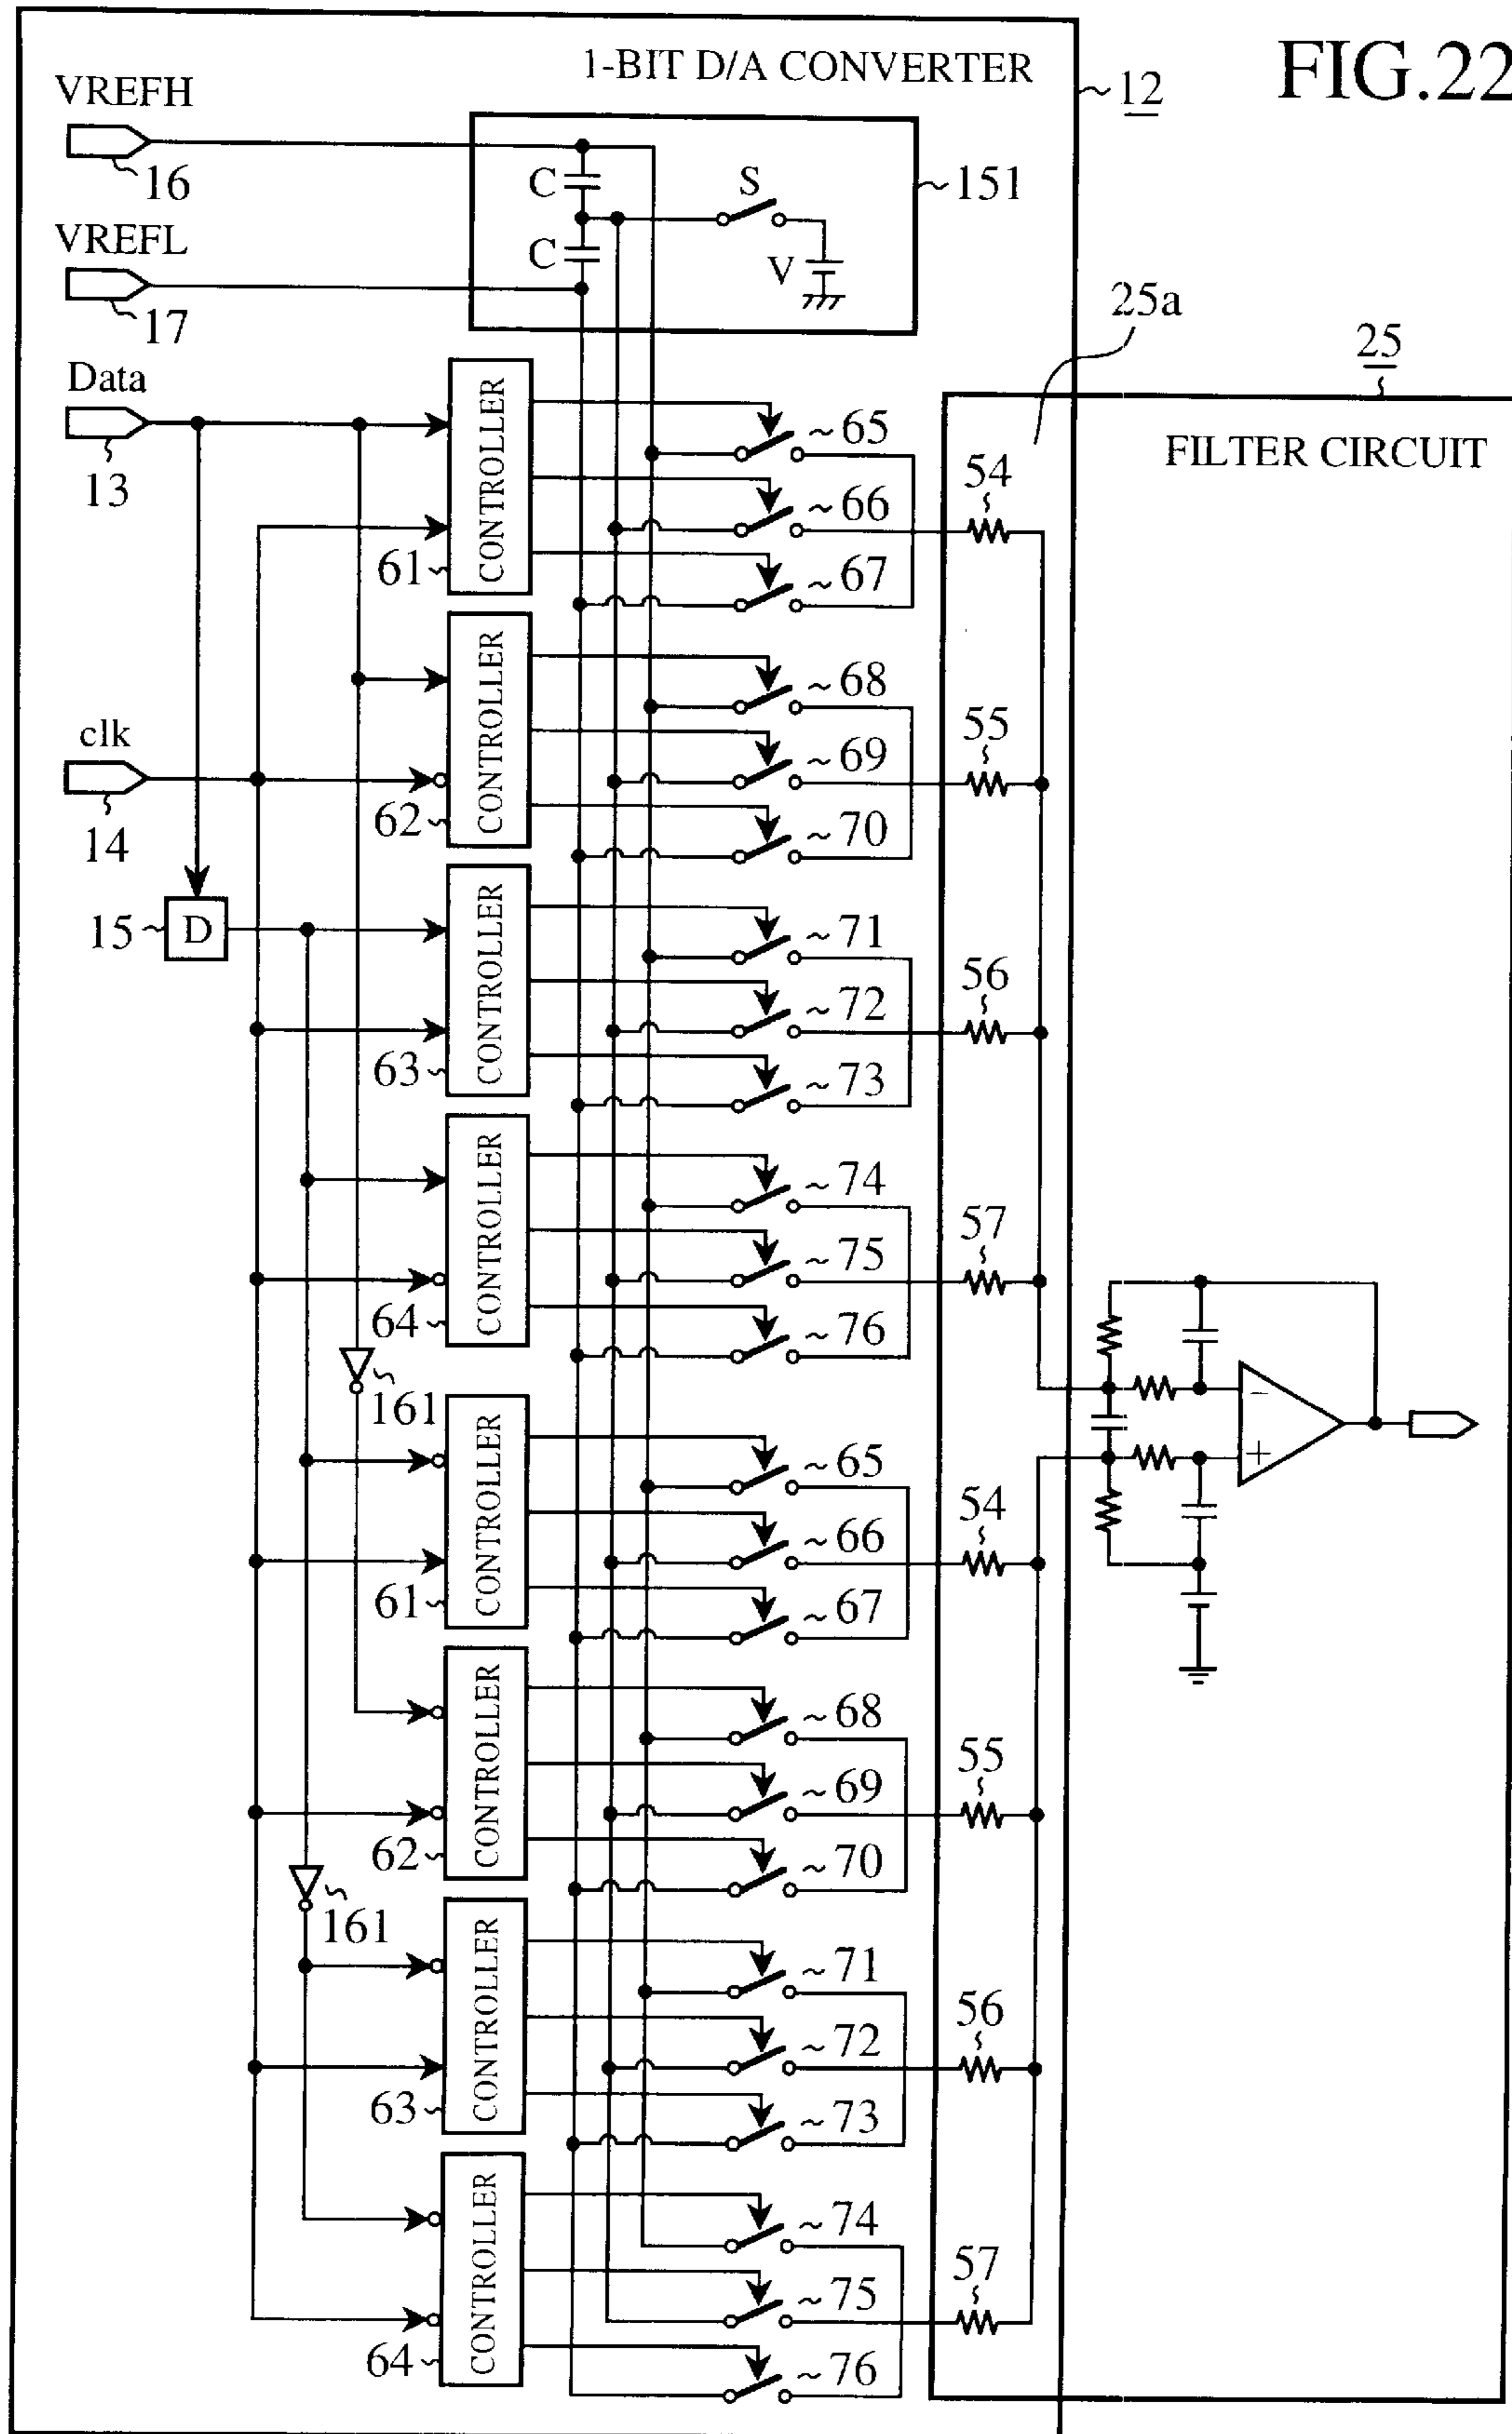 FIG.22
1-BIT D/A CONVERTER
12
VREFH
16
C
S
151
VREFL
C
V
17
25a
25
Data
13
FILTER CIRCUIT
CONTROLLER
61
65
66
67
54
CONTROLLER
62
68
69
70
55
clk
14
15
D
CONTROLLER
63
71
72
73
56
CONTROLLER
64
74
75
76
57
161
−
+
CONTROLLER
61
65
66
67
54
CONTROLLER
62
68
69
70
55
161
CONTROLLER
63
71
72
73
56
CONTROLLER
64
74
75
76
57